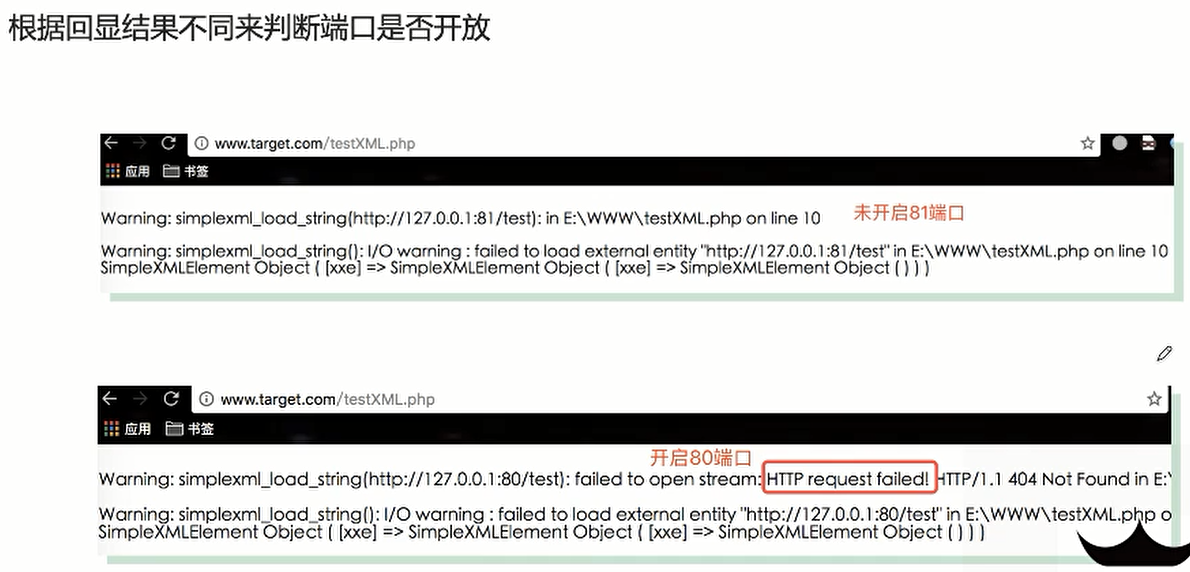 根据回显结果不同来判断端口是否开放
www.target.com/testXML.php
应用 书签
Warning: simplexml_load_string(http://127.0.0.1:81/test): in E:\WWW\testXML.php on line 10 未开启81端口
Warning: simplexml_load_string(): I/O warning : failed to load external entity "http://127.0.0.1:81/test" in E:\WWW\testXML.php on line 10
SimpleXMLElement Object ( [xxe] => SimpleXMLElement Object ( [xxe] => SimpleXMLElement Object ( ) ) )
www.target.com/testXML.php
应用 书签
开启80端口
Warning: simplexml_load_string(http://127.0.0.1:80/test): failed to open stream: HTTP request failed! HTTP/1.1 404 Not Found in E:\
Warning: simplexml_load_string(): I/O warning : failed to load external entity "http://127.0.0.1:80/test" in E:\WWW\testXML.php o
SimpleXMLElement Object ( [xxe] => SimpleXMLElement Object ( [xxe] => SimpleXMLElement Object ( ) ) )